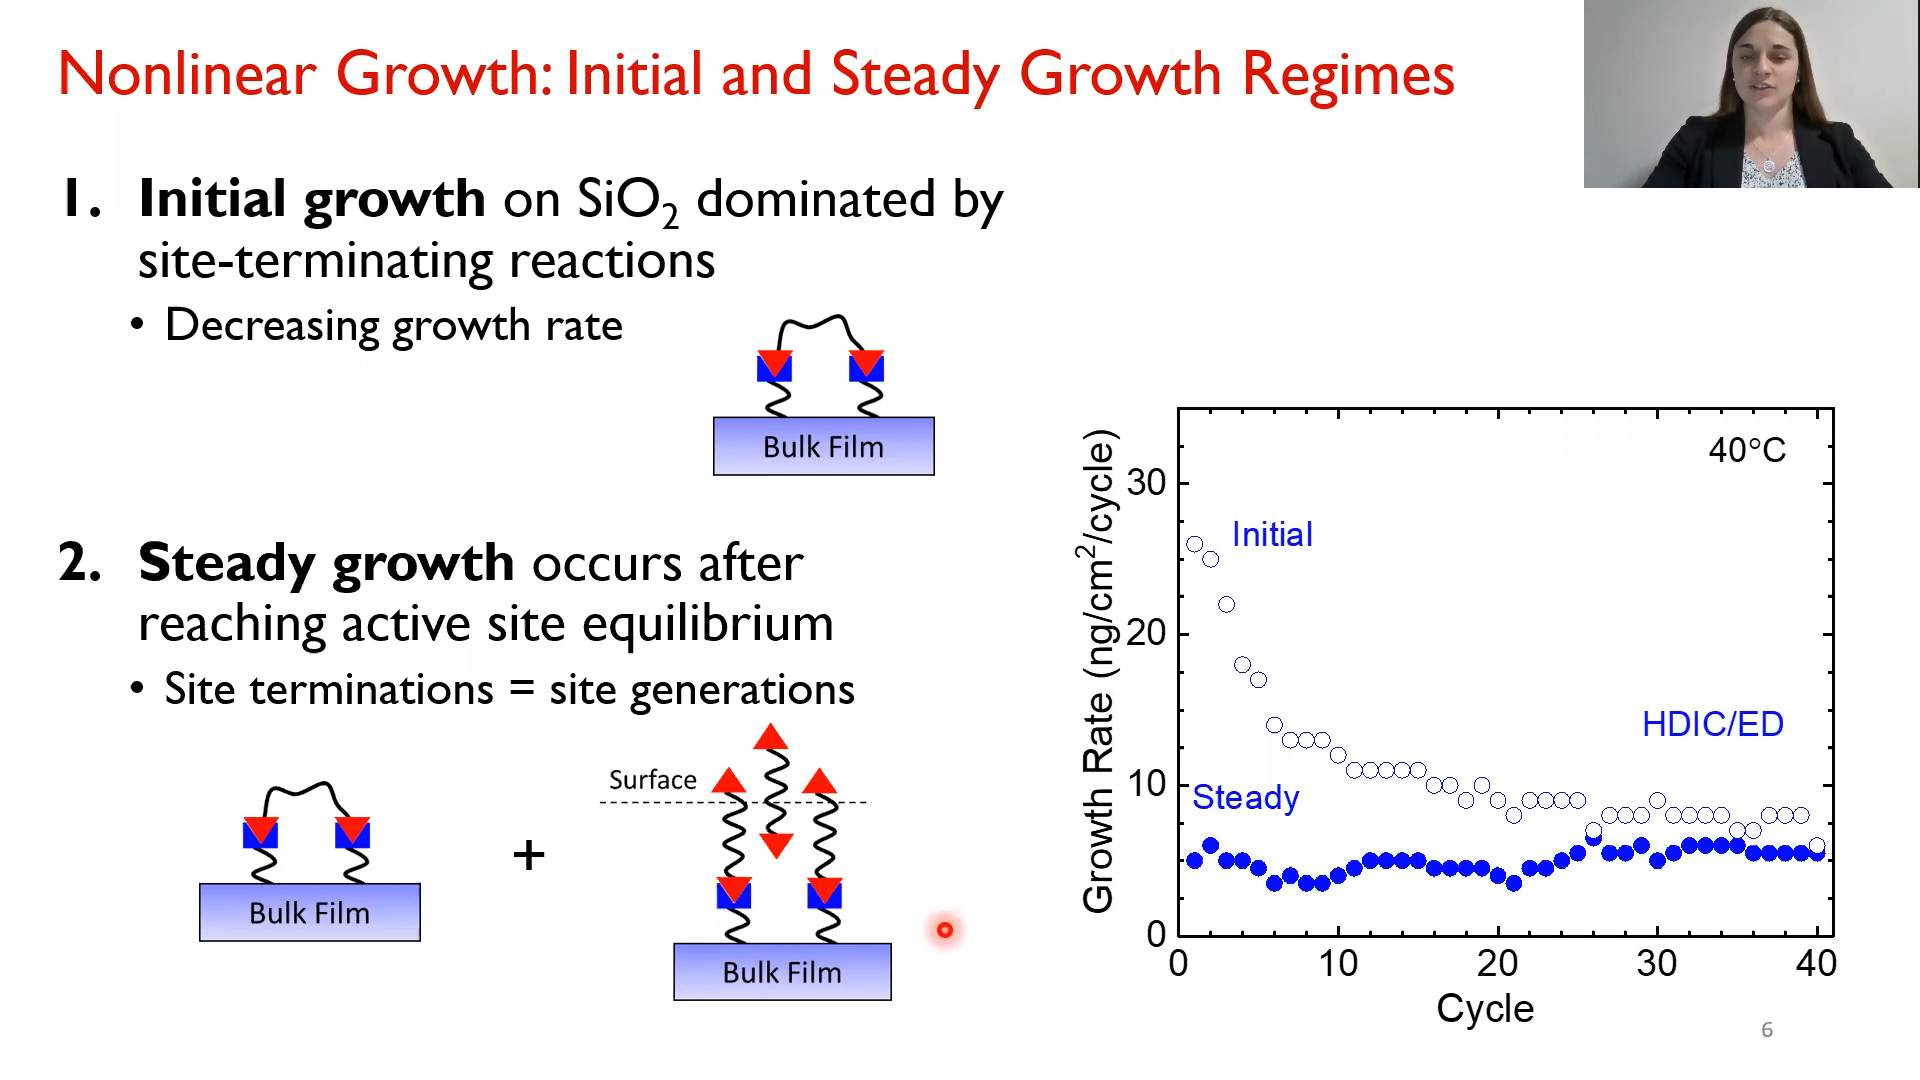 Nonlinear Growth: Initial and Steady Growth Regimes
1. Initial growth on SiO2 dominated by
site-terminating reactions
• Decreasing growth rate
Bulk Film
2. Steady growth occurs after
reaching active site equilibrium
• Site terminations = site generations
Surface
+
Bulk Film
Bulk Film
40°C
Initial
HDIC/ED
Steady
Growth Rate (ng/cm²/cycle)
30
20
10
0
0 10 20 30 40
Cycle
6